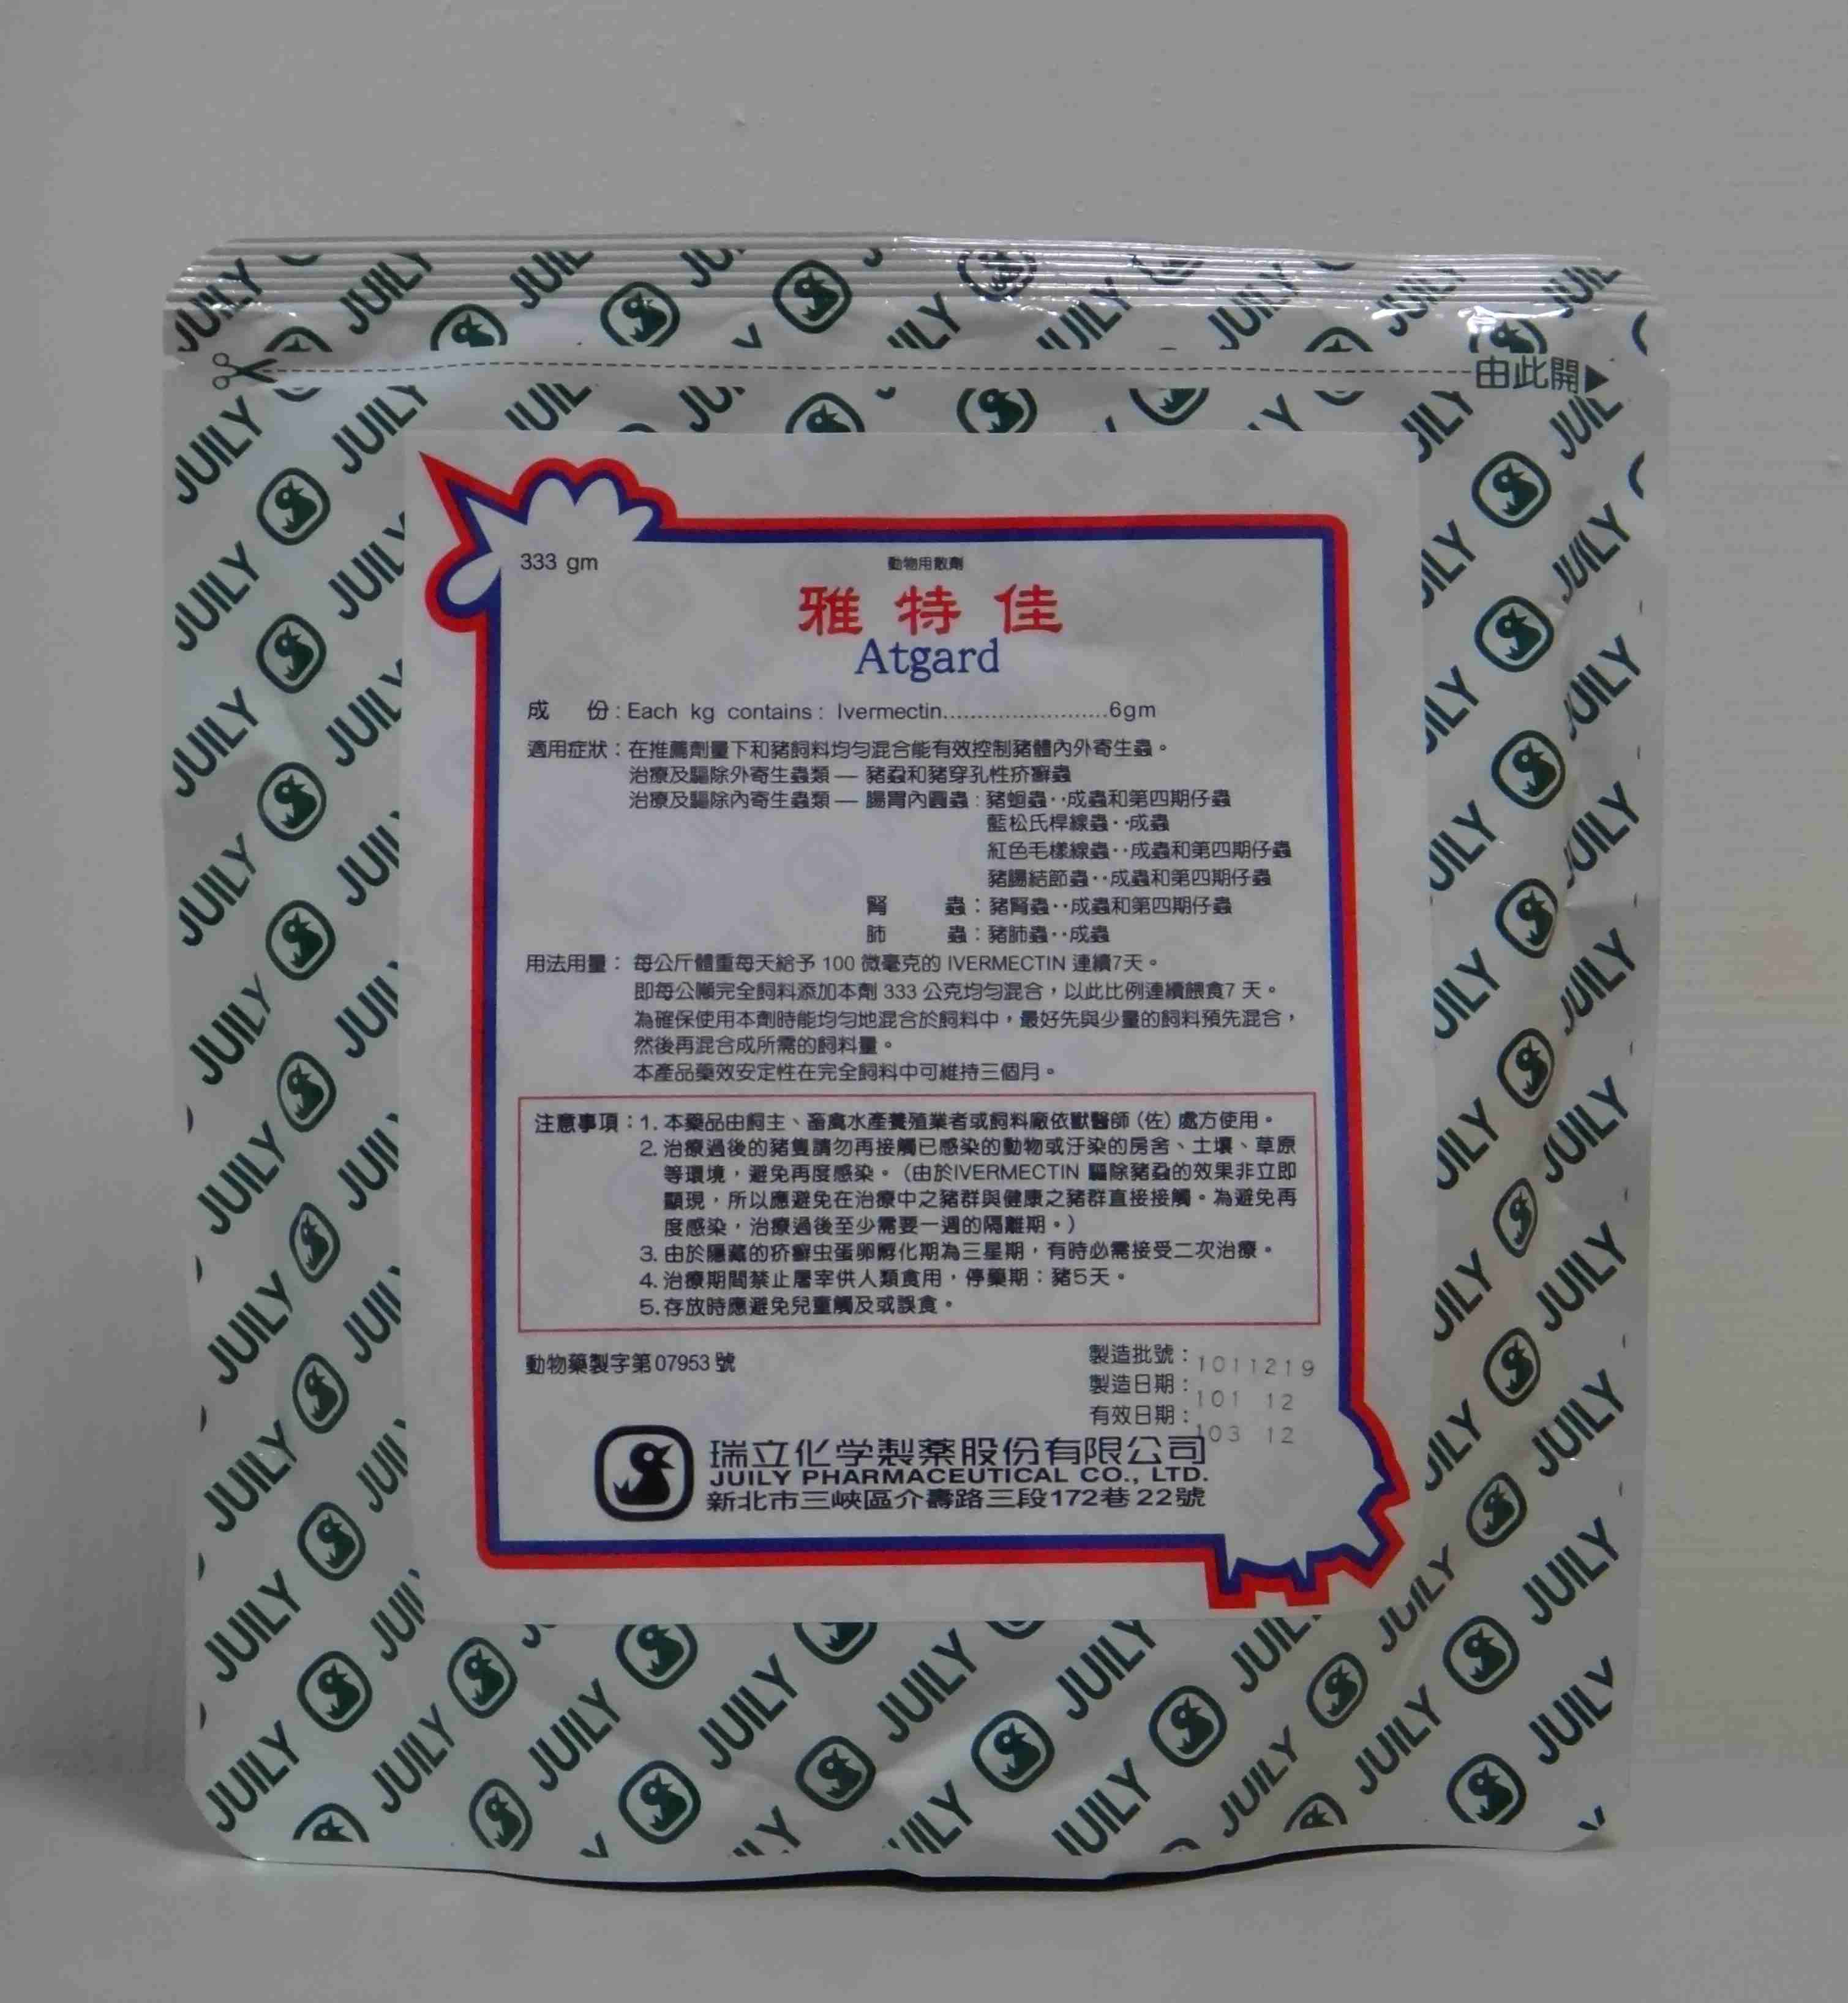 由此開
333 gm
動物用散劑
雅特佳
Atgard
成 份 : Each kg contains : Ivermectin........................6gm
適用症狀：在推薦劑量下和豬飼料均勻混合能有效控制豬體內外寄生蟲。
治療及驅除外寄生蟲類 — 豬蝨和豬穿孔性疥癬蟲
治療及驅除內寄生蟲類 — 腸胃內圓蟲：豬蛔蟲‥成蟲和第四期仔蟲
藍松氏桿線蟲‥成蟲
紅色毛樣線蟲‥成蟲和第四期仔蟲
豬腸結節蟲‥成蟲和第四期仔蟲
腎 蟲：豬腎蟲‥成蟲和第四期仔蟲
肺 蟲：豬肺蟲‥成蟲
用法用量：每公斤體重每天給予 100 微毫克的 IVERMECTIN 連續7天。
即每公噸完全飼料添加本劑 333 公克均勻混合，以此比例連續餵食7 天。
為確保使用本劑時能均勻地混合於飼料中，最好先與少量的飼料預先混合，
然後再混合成所需的飼料量。
本產品藥效安定性在完全飼料中可維持三個月。
注意事項：1. 本藥品由飼主、畜禽水產養殖業者或飼料廠依獸醫師 (佐) 處方使用。
2. 治療過後的豬隻請勿再接觸已感染的動物或汙染的房舍、土壤、草原
等環境，避免再度感染。(由於IVERMECTIN 驅除豬蝨的效果非立即
顯現，所以應避免在治療中之豬群與健康之豬群直接接觸。為避免再
度感染，治療過後至少需要一週的隔離期。)
3. 由於隱藏的疥癬虫蛋卵孵化期為三星期，有時必需接受二次治療。
4. 治療期間禁止屠宰供人類食用，停藥期：豬5天。
5. 存放時應避免兒童觸及或誤食。
動物藥製字第07953號
製造批號：1011219
製造日期：101 12
有效日期：103 12
瑞立化学製薬股份有限公司
JUILY PHARMACEUTICAL CO., LTD.
新北市三峽區介壽路三段172巷22號